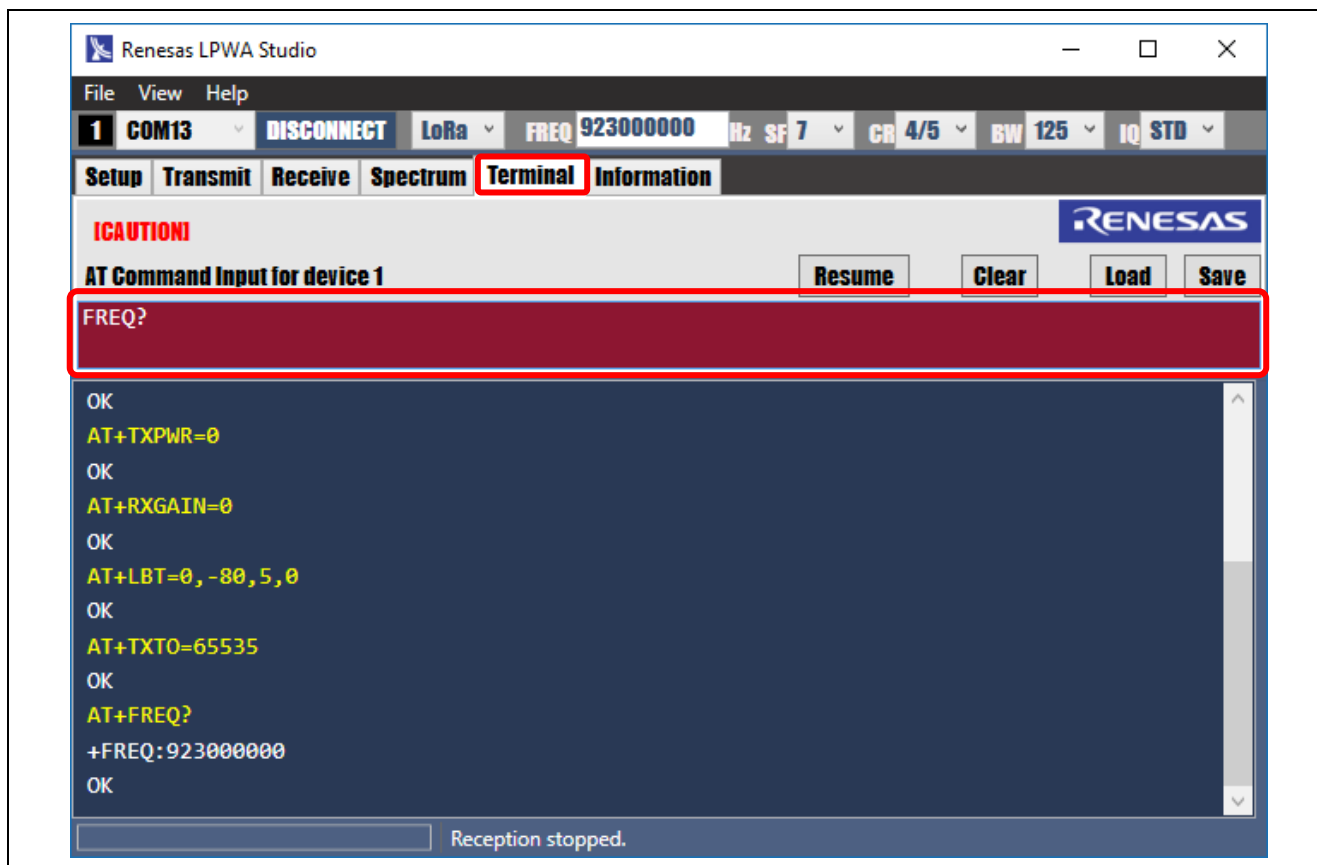 Renesas LPWA Studio
File View Help
1 COM13 DISCONNECT LoRa FREQ 923000000 Hz SF 7 CR 4/5 BW 125 IQ STD
Setup Transmit Receive Spectrum Terminal Information
[CAUTION] RENESAS
AT Command Input for device 1 Resume Clear Load Save
FREQ?
OK
AT+TXPWR=0
OK
AT+RXGAIN=0
OK
AT+LBT=0,-80,5,0
OK
AT+TXTO=65535
OK
AT+FREQ?
+FREQ:923000000
OK
Reception stopped.